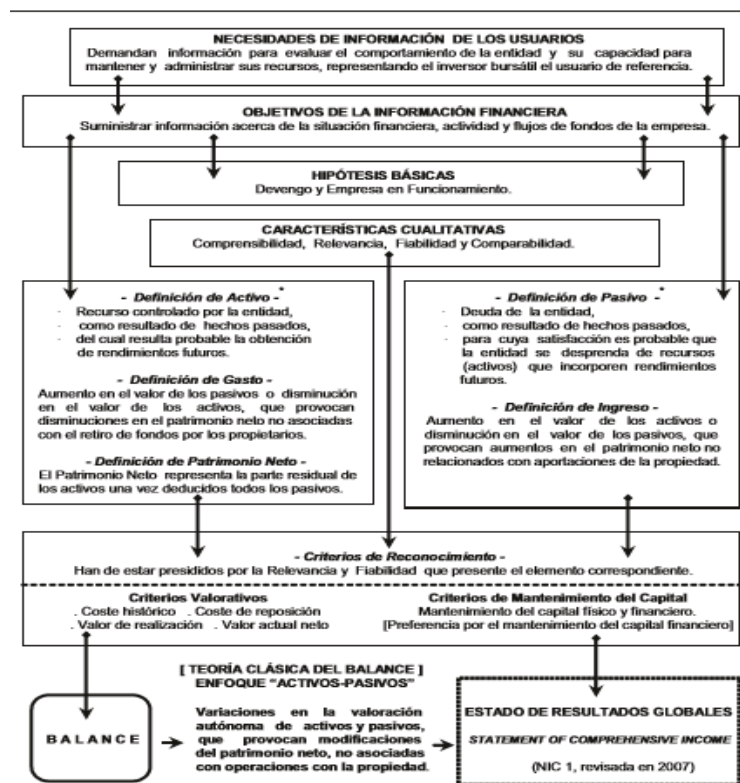 NECESIDADES DE INFORMACIÓN DE LOS USUARIOS
Demandan información para evaluar el comportamiento de la entidad y su capacidad para
mantener y administrar sus recursos, representando el inversor bursátil el usuario de referencia.
OBJETIVOS DE LA INFORMACIÓN FINANCIERA
Suministrar información acerca de la situación financiera, actividad y flujos de fondos de la empresa.
HIPÓTESIS BÁSICAS
Devengo y Empresa en Funcionamiento.
CARACTERÍSTICAS CUALITATIVAS
Comprensibilidad, Relevancia, Fiabilidad y Comparabilidad.
- Definición de Activo -*
· Recurso controlado por la entidad,
· como resultado de hechos pasados,
· del cual resulta probable la obtención
de rendimientos futuros.
- Definición de Gasto -
Aumento en el valor de los pasivos o disminución
en el valor de los activos, que provocan
disminuciones en el patrimonio neto no asociadas
con el retiro de fondos por los propietarios.
- Definición de Patrimonio Neto -
El Patrimonio Neto representa la parte residual de
los activos una vez deducidos todos los pasivos.
- Definición de Pasivo -*
· Deuda de la entidad,
· como resultado de hechos pasados,
· para cuya satisfacción es probable que
la entidad se desprenda de recursos
(activos) que incorporen rendimientos
futuros.
- Definición de Ingreso -
Aumento en el valor de los activos o
disminución en el valor de los pasivos, que
provocan aumentos en el patrimonio neto no
relacionados con aportaciones de la propiedad.
- Criterios de Reconocimiento -
Han de estar presididos por la Relevancia y Fiabilidad que presente el elemento correspondiente.
Criterios Valorativos
. Coste histórico . Coste de reposición
. Valor de realización . Valor actual neto
Criterios de Mantenimiento del Capital
Mantenimiento del capital físico y financiero.
[Preferencia por el mantenimiento del capital financiero]
[ TEORÍA CLÁSICA DEL BALANCE ]
ENFOQUE “ACTIVOS-PASIVOS”
BALANCE
Variaciones en la valoración
autónoma de activos y pasivos,
que provocan modificaciones
del patrimonio neto, no asociadas
con operaciones con la propiedad.
ESTADO DE RESULTADOS GLOBALES
STATEMENT OF COMPREHENSIVE INCOME
(NIC 1, revisada en 2007)